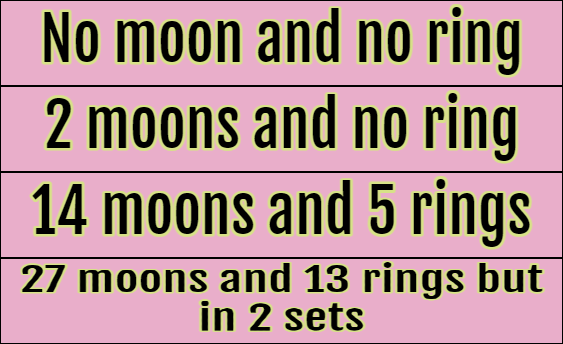 No moon and no ring
2 moons and no ring
14 moons and 5 rings
27 moons and 13 rings but
in 2 sets